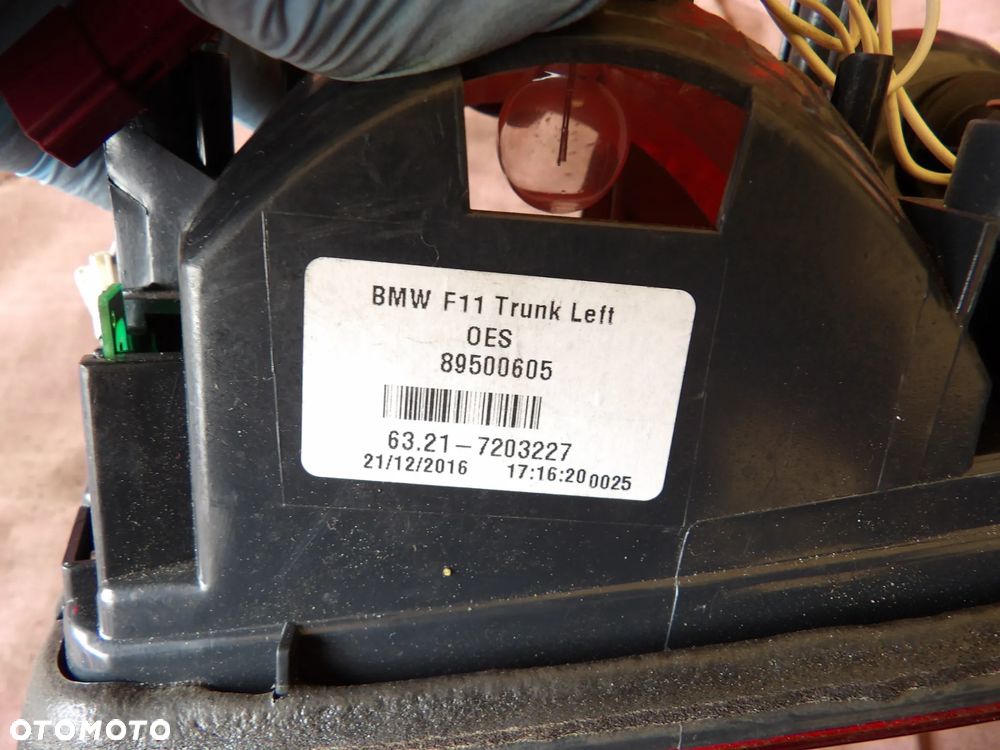 BMW F11 Trunk Left
OES
89500605
63.21-7203227
21/12/2016 17:16:20 0025
OTOMOTO